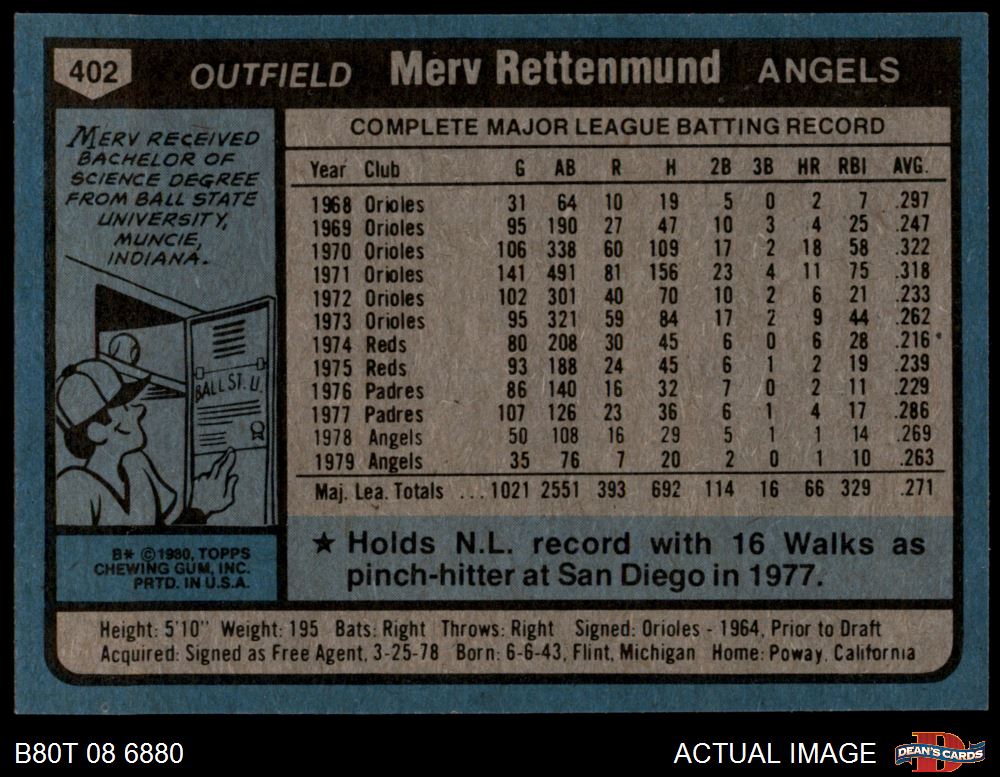 402 OUTFIELD Merv Rettenmund ANGELS
MERV RECEIVED
BACHELOR OF
SCIENCE DEGREE
FROM BALL STATE
UNIVERSITY,
MUNCIE,
INDIANA.
BALL ST. U.
B* ©1980, TOPPS
CHEWING GUM, INC.
PRTD. IN U.S.A.
COMPLETE MAJOR LEAGUE BATTING RECORD
Year Club G AB R H 2B 3B HR RBI AVG.
1968 Orioles 31 64 10 19 5 0 2 7 .297
1969 Orioles 95 190 27 47 10 3 4 25 .247
1970 Orioles 106 338 60 109 17 2 18 58 .322
1971 Orioles 141 491 81 156 23 4 11 75 .318
1972 Orioles 102 301 40 70 10 2 6 21 .233
1973 Orioles 95 321 59 84 17 2 9 44 .262
1974 Reds 80 208 30 45 6 0 6 28 .216
1975 Reds 93 188 24 45 6 1 2 19 .239
1976 Padres 86 140 16 32 7 0 2 11 .229
1977 Padres 107 126 23 36 6 1 4 17 .286
1978 Angels 50 108 16 29 5 1 1 14 .269
1979 Angels 35 76 7 20 2 0 1 10 .263
Maj. Lea. Totals ... 1021 2551 393 692 114 16 66 329 .271
★ Holds N.L. record with 16 Walks as
pinch-hitter at San Diego in 1977.
Height: 5'10" Weight: 195 Bats: Right Throws: Right Signed: Orioles - 1964, Prior to Draft
Acquired: Signed as Free Agent, 3-25-78 Born: 6-6-43, Flint, Michigan Home: Poway, California
B80T 08 6880 ACTUAL IMAGE DEAN'S CARDS